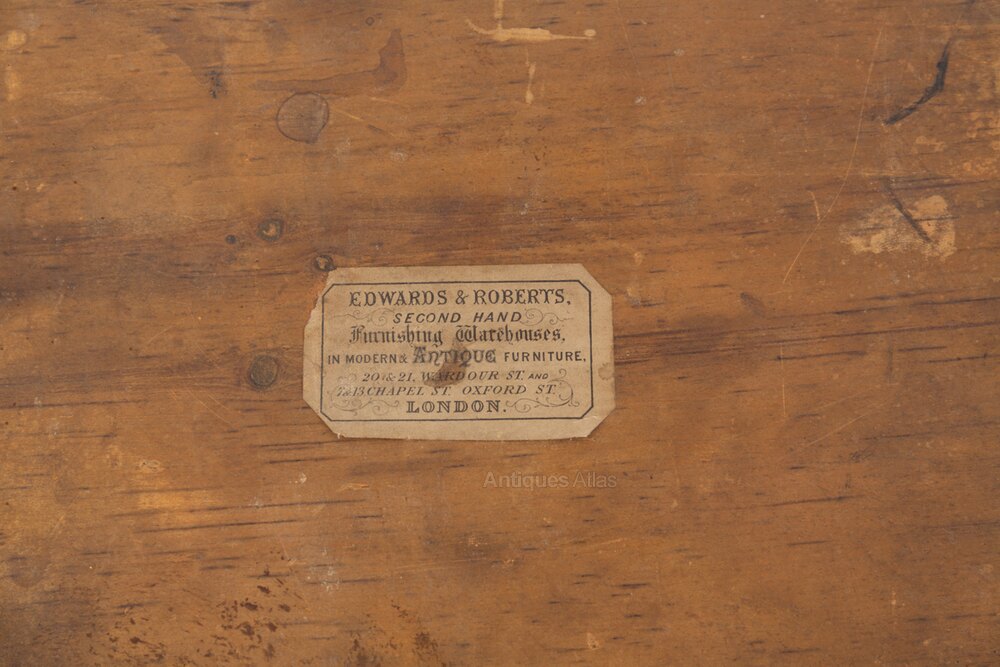 EDWARDS & ROBERTS,
SECOND HAND
Furnishing Warehouses,
IN MODERN & ANTIQUE FURNITURE,
20 & 21, WARDOUR ST. AND
& 13 CHAPEL ST. OXFORD ST.
LONDON.
Antiques Atlas